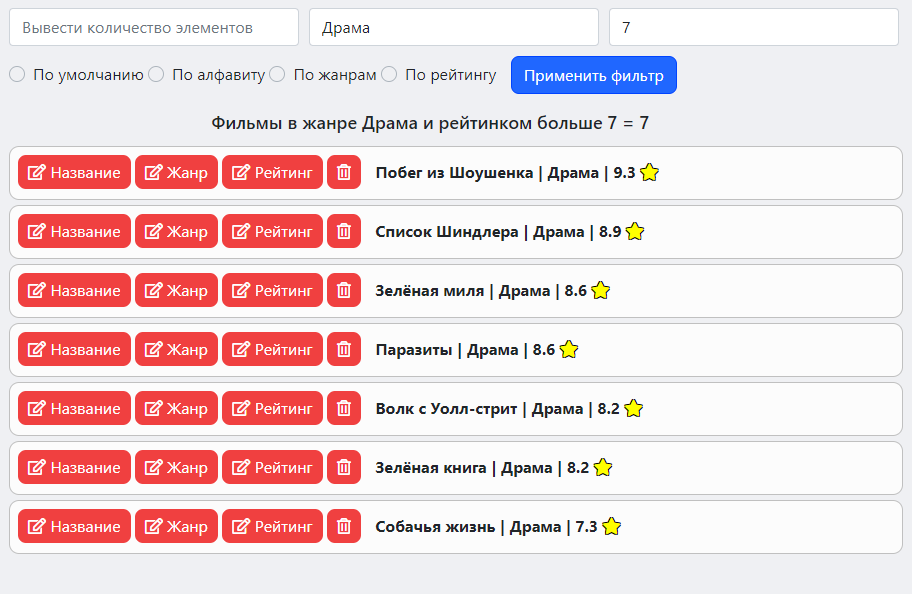 Вывести количество элементов Драма 7
По умолчанию По алфавиту По жанрам По рейтингу Применить фильтр
Фильмы в жанре Драма и рейтинком больше 7 = 7
Название Жанр Рейтинг Побег из Шоушенка | Драма | 9.3
Название Жанр Рейтинг Список Шиндлера | Драма | 8.9
Название Жанр Рейтинг Зелёная миля | Драма | 8.6
Название Жанр Рейтинг Паразиты | Драма | 8.6
Название Жанр Рейтинг Волк с Уолл-стрит | Драма | 8.2
Название Жанр Рейтинг Зелёная книга | Драма | 8.2
Название Жанр Рейтинг Собачья жизнь | Драма | 7.3